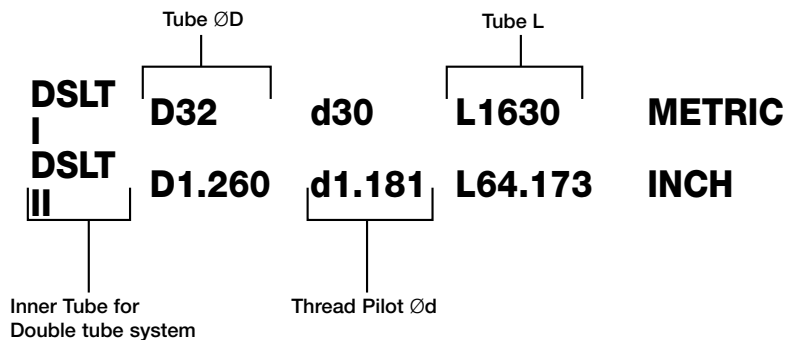 Tube ∅D Tube L
DSLT I D32 d30 L1630 METRIC
DSLT II D1.260 d1.181 L64.173 INCH
Inner Tube for Thread Pilot ∅d
Double tube system